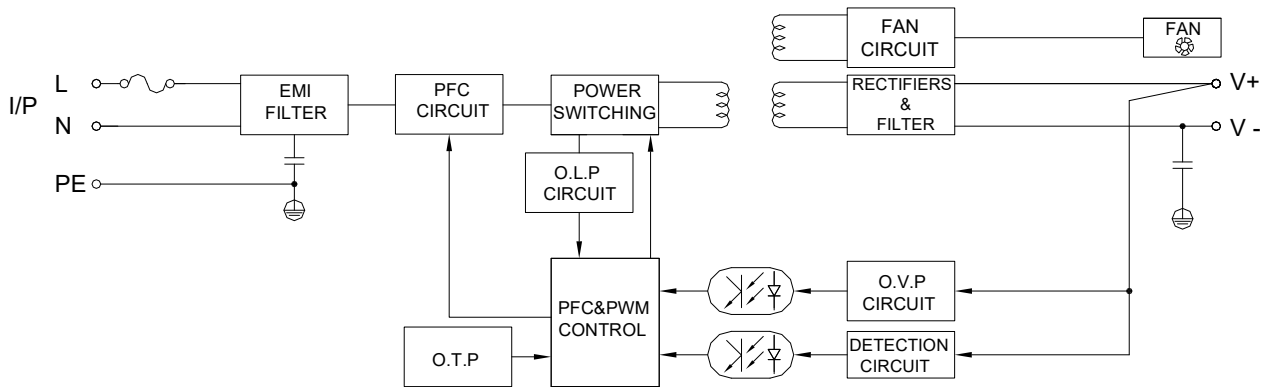 FAN
CIRCUIT
FAN
I/P
L
N
PE
EMI
FILTER
PFC
CIRCUIT
POWER
SWITCHING
RECTIFIERS
&
FILTER
V+
V -
O.L.P
CIRCUIT
PFC&PWM
CONTROL
O.V.P
CIRCUIT
O.T.P
DETECTION
CIRCUIT